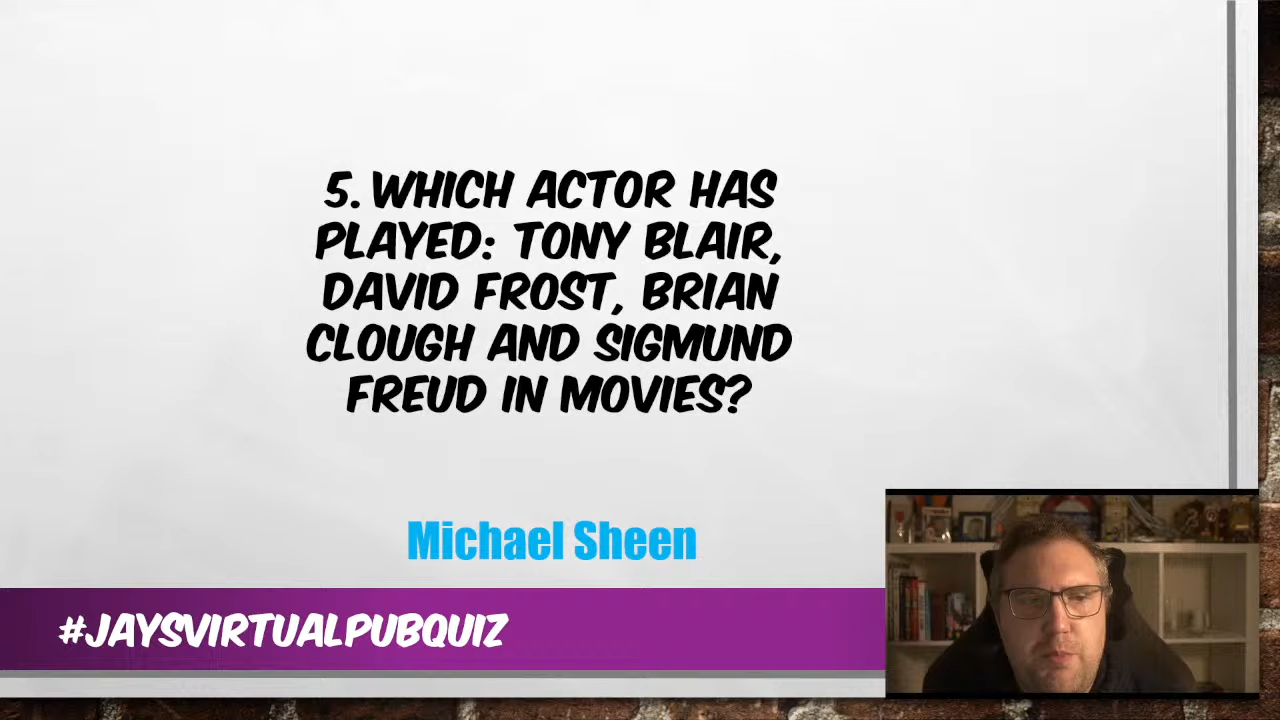 5. WHICH ACTOR HAS
PLAYED: TONY BLAIR,
DAVID FROST, BRIAN
CLOUGH AND SIGMUND
FREUD IN MOVIES?
Michael Sheen
#JAYSVIRTUALPUBQUIZ